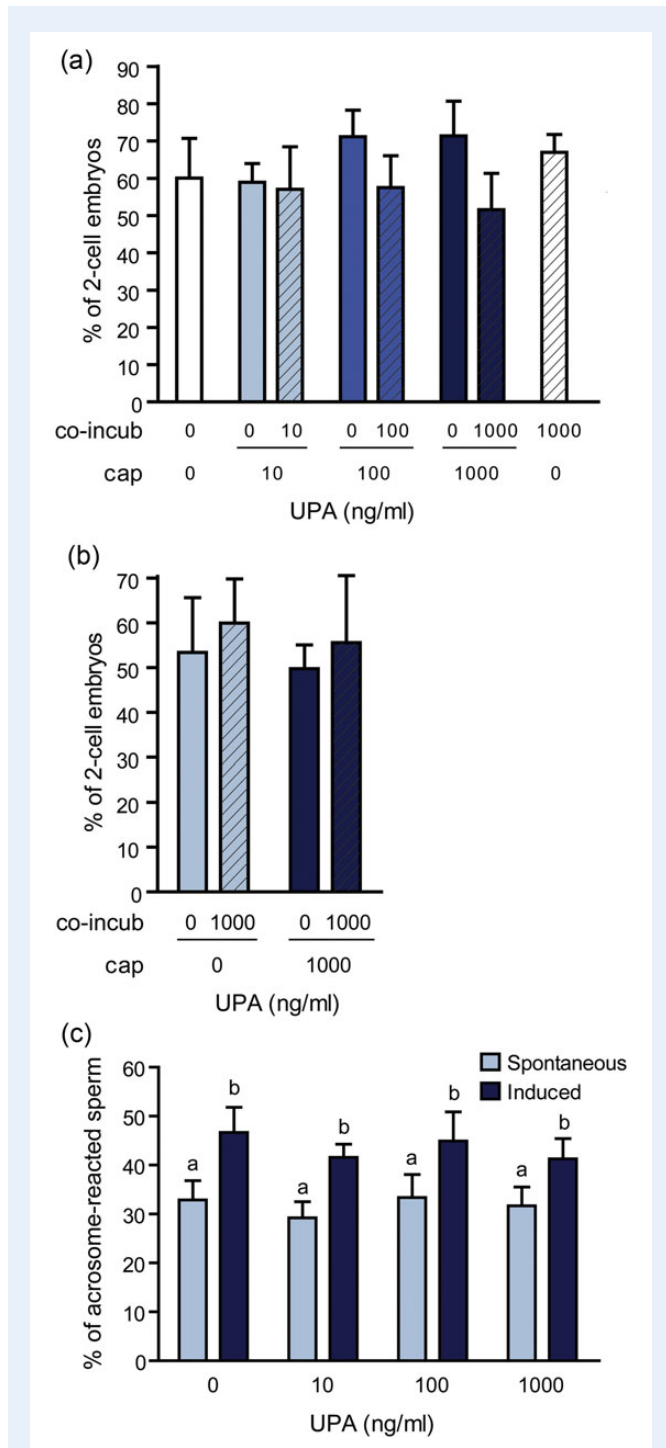 (a)
90
80
70
60
50
40
30
20
10
0
% of 2-cell embryos
co-incub 0 0 10 0 100 0 1000 1000
cap 0 10 100 1000 0
UPA (ng/ml)
(b)
70
60
50
40
30
20
10
0
% of 2-cell embryos
co-incub 0 1000 0 1000
cap 0 1000
UPA (ng/ml)
(c)
60
50
40
30
20
10
0
% of acrosome-reacted sperm
Spontaneous
Induced
a b a b a b a b
0 10 100 1000
UPA (ng/ml)